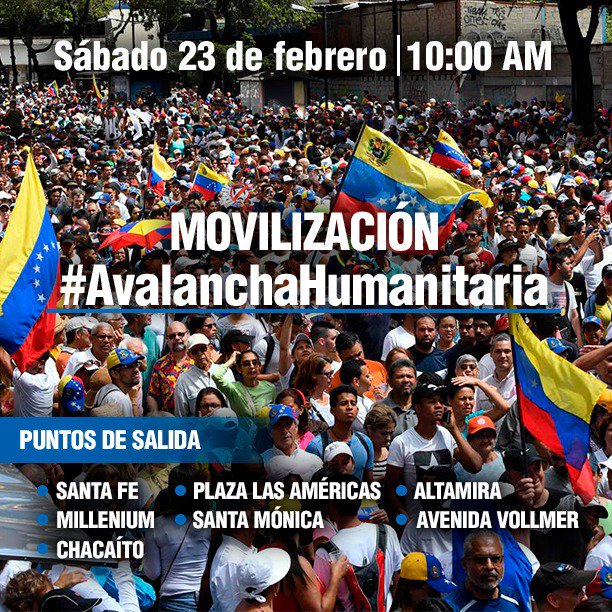 Sábado 23 de febrero | 10:00 AM
MOVILIZACIÓN
#AvalanchaHumanitaria
PUNTOS DE SALIDA
SANTA FE
MILLENIUM
CHACAÍTO
PLAZA LAS AMÉRICAS
SANTA MÓNICA
ALTAMIRA
AVENIDA VOLLMER